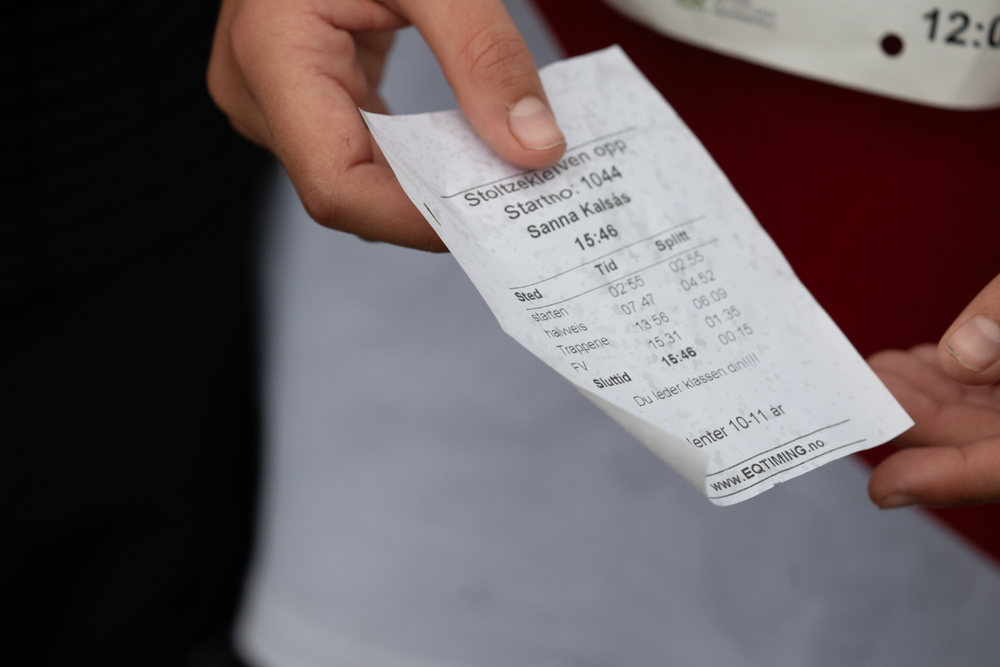 12:0
Stoltzekleiven opp
Startno: 1044
Sanna Kalsås
15:46
Sted Tid Splitt
starten 02:55 02:55
halvveis 07:47 04:52
Trappene 13:56 06:09
FV 15:31 01:35
Sluttid 15:46 00:15
Du leder klassen din!!!!
Jenter 10-11 år
www.EQTIMING.no